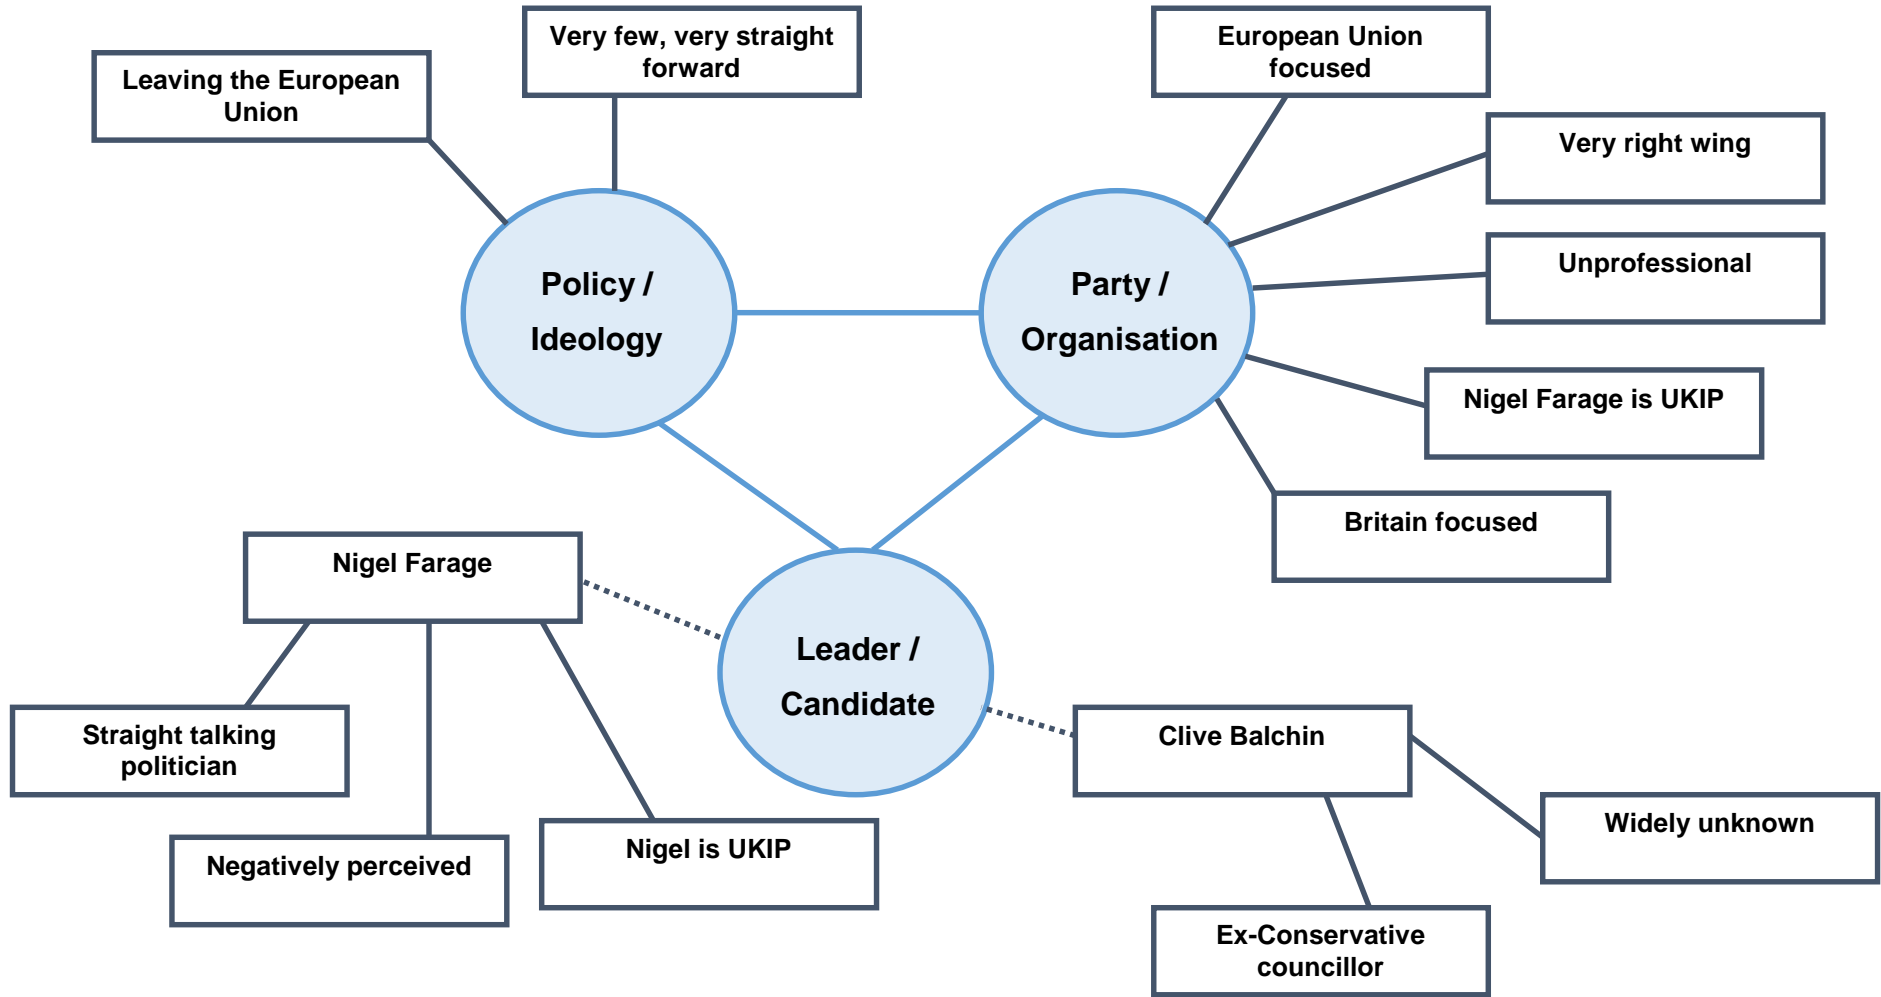 Very few, very straight
forward
European Union
focused
Leaving the European
Union
Very right wing
Unprofessional
Policy /
Ideology
Party /
Organisation
Nigel Farage is UKIP
Britain focused
Nigel Farage
Leader /
Candidate
Straight talking
politician
Clive Balchin
Negatively perceived
Nigel is UKIP
Widely unknown
Ex-Conservative
councillor